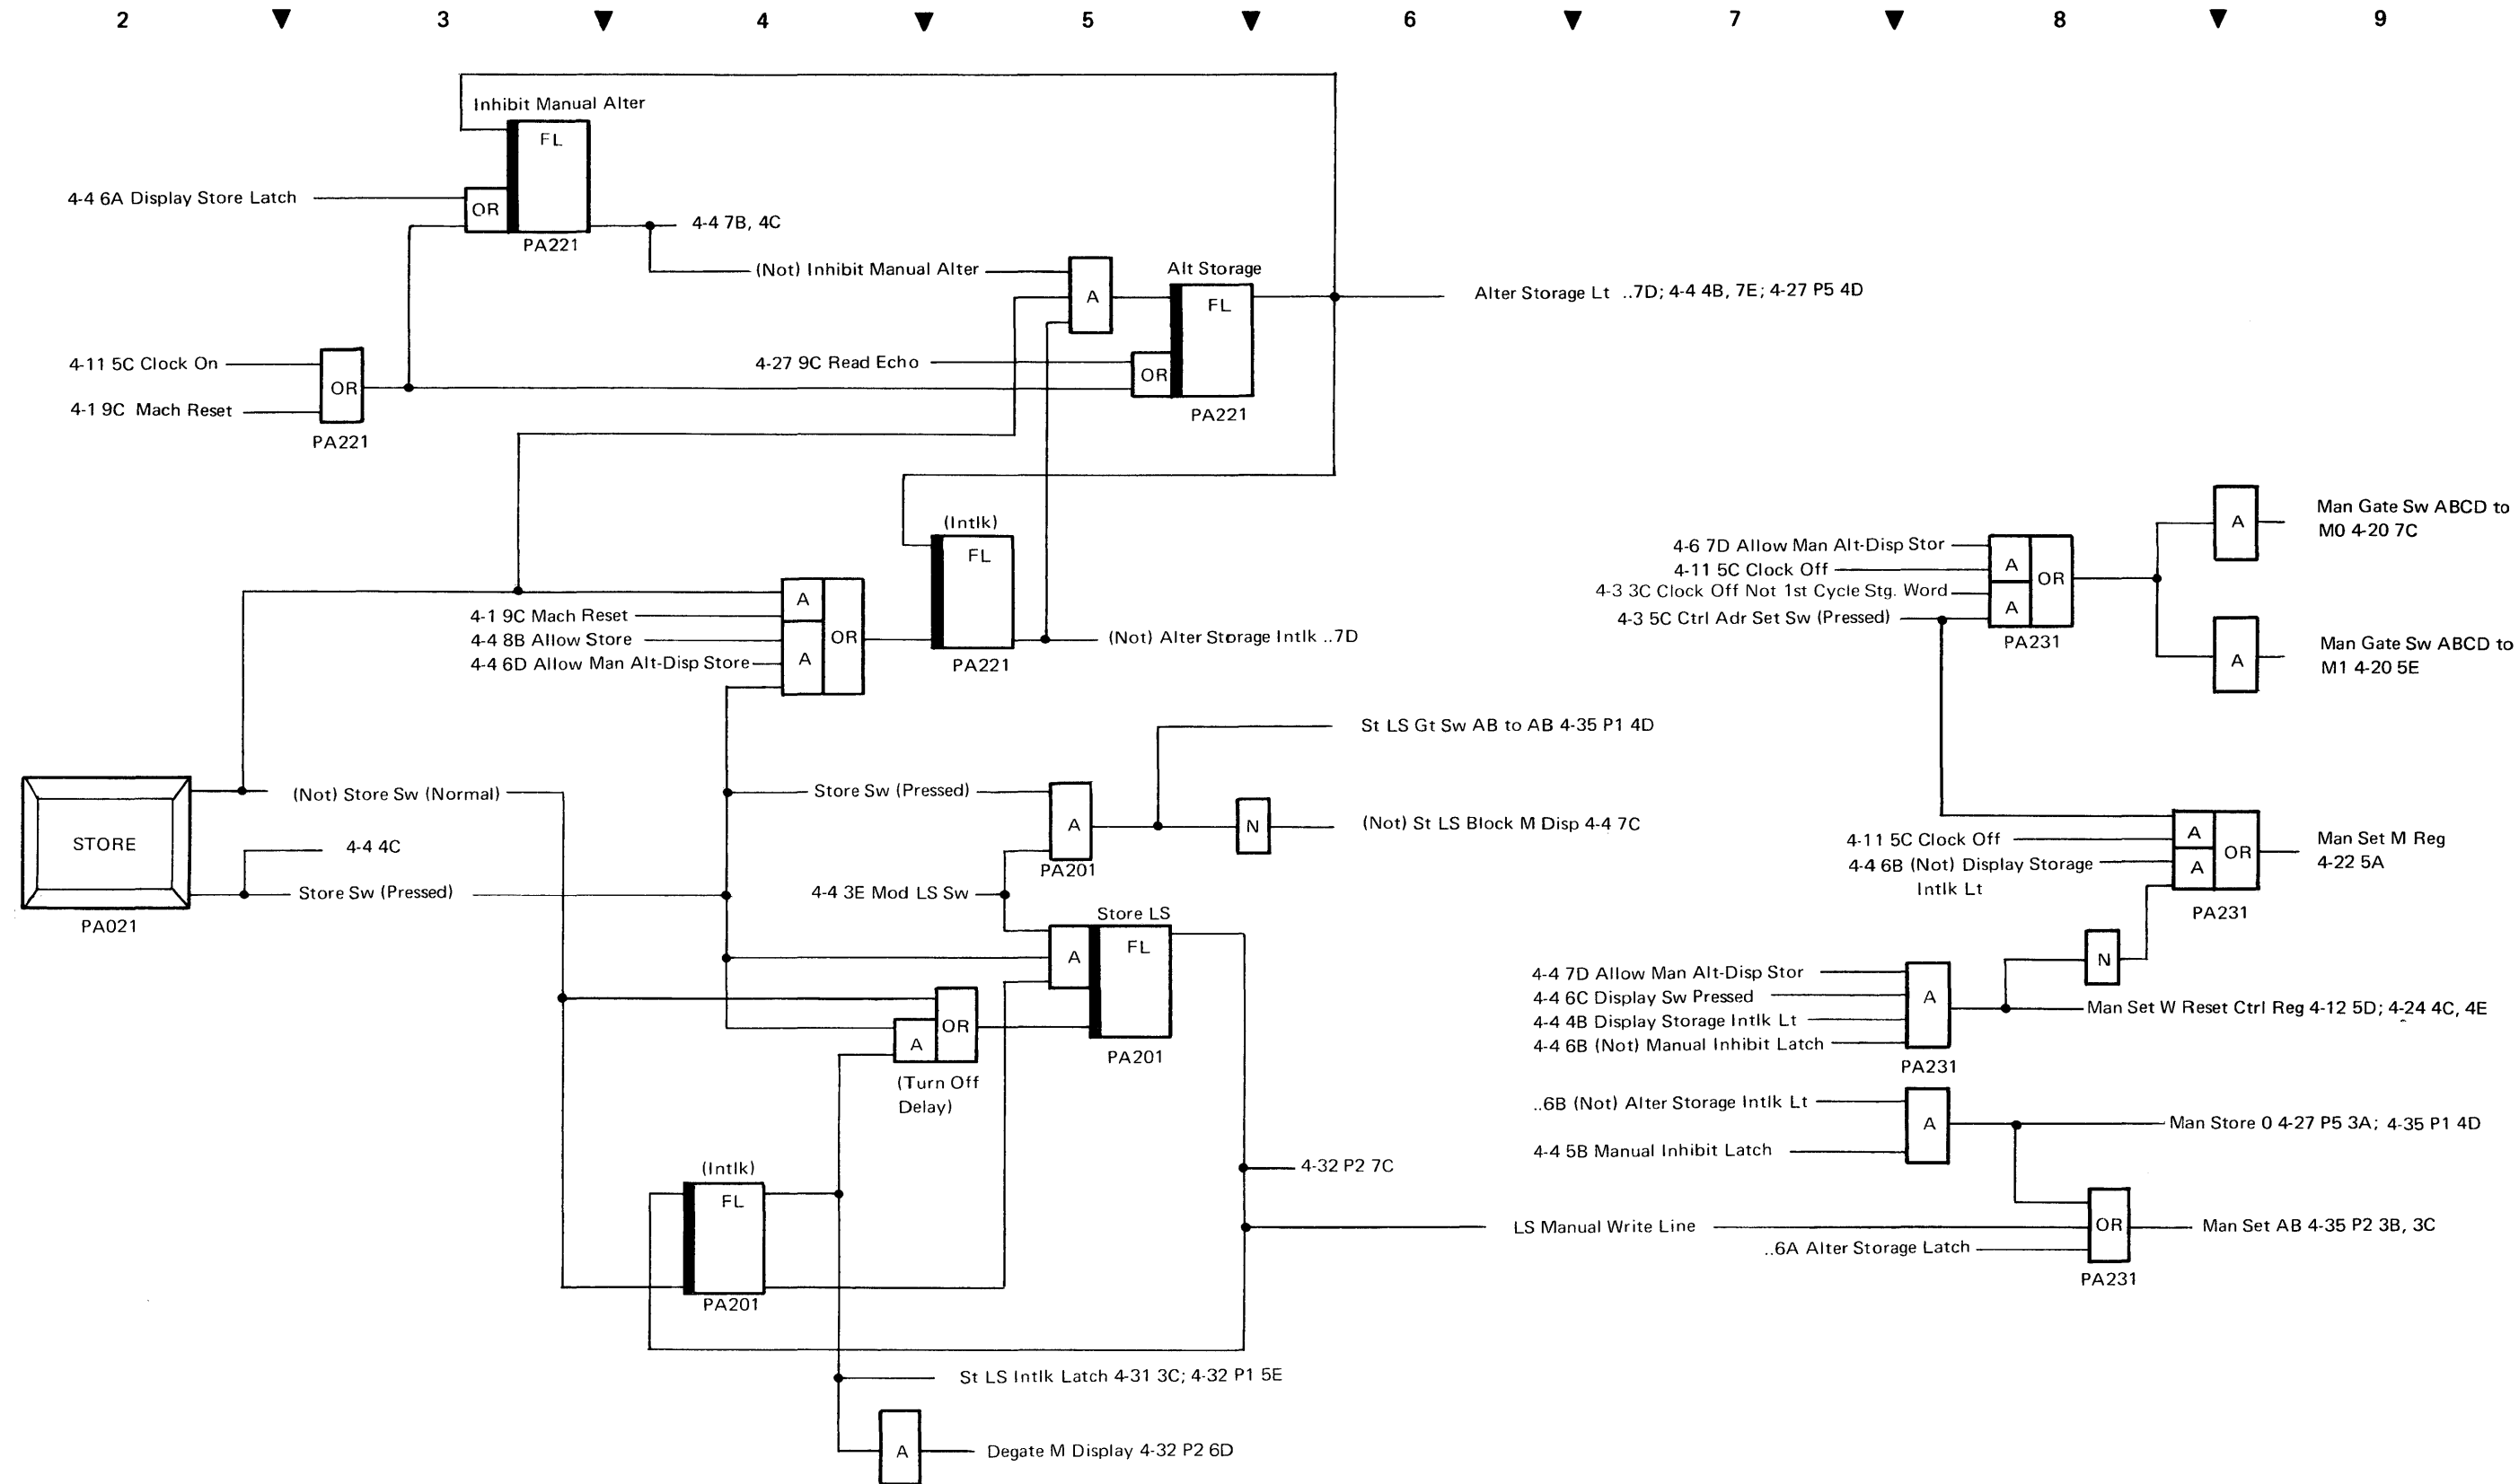 2 3 4 5 6 7 8 9
Inhibit Manual Alter
FL
4-4 6A Display Store Latch
OR
PA221
4-4 7B, 4C
(Not) Inhibit Manual Alter
A
Alt Storage
FL
Alter Storage Lt ..7D; 4-4 4B, 7E; 4-27 P5 4D
4-11 5C Clock On
4-1 9C Mach Reset
OR
PA221
4-27 9C Read Echo
OR
PA221
(Intlk)
FL
4-1 9C Mach Reset
4-4 8B Allow Store
4-4 6D Allow Man Alt-Disp Store
A
A
OR
PA221
(Not) Alter Storage Intlk ..7D
4-6 7D Allow Man Alt-Disp Stor
4-11 5C Clock Off
4-3 3C Clock Off Not 1st Cycle Stg. Word
4-3 5C Ctrl Adr Set Sw (Pressed)
A
A
OR
PA231
A
Man Gate Sw ABCD to
M0 4-20 7C
A
Man Gate Sw ABCD to
M1 4-20 5E
STORE
PA021
(Not) Store Sw (Normal)
4-4 4C
Store Sw (Pressed)
Store Sw (Pressed)
A
PA201
St LS Gt Sw AB to AB 4-35 P1 4D
N
(Not) St LS Block M Disp 4-4 7C
4-4 3E Mod LS Sw
Store LS
A
FL
PA201
OR
A
(Turn Off
Delay)
4-11 5C Clock Off
4-4 6B (Not) Display Storage
Intlk Lt
A
A
OR
PA231
Man Set M Reg
4-22 5A
N
4-4 7D Allow Man Alt-Disp Stor
4-4 6C Display Sw Pressed
4-4 4B Display Storage Intlk Lt
4-4 6B (Not) Manual Inhibit Latch
A
PA231
Man Set W Reset Ctrl Reg 4-12 5D; 4-24 4C, 4E
..6B (Not) Alter Storage Intlk Lt
4-4 5B Manual Inhibit Latch
A
Man Store 0 4-27 P5 3A; 4-35 P1 4D
(Intlk)
FL
PA201
4-32 P2 7C
LS Manual Write Line
..6A Alter Storage Latch
OR
PA231
Man Set AB 4-35 P2 3B, 3C
St LS Intlk Latch 4-31 3C; 4-32 P1 5E
A
Degate M Display 4-32 P2 6D